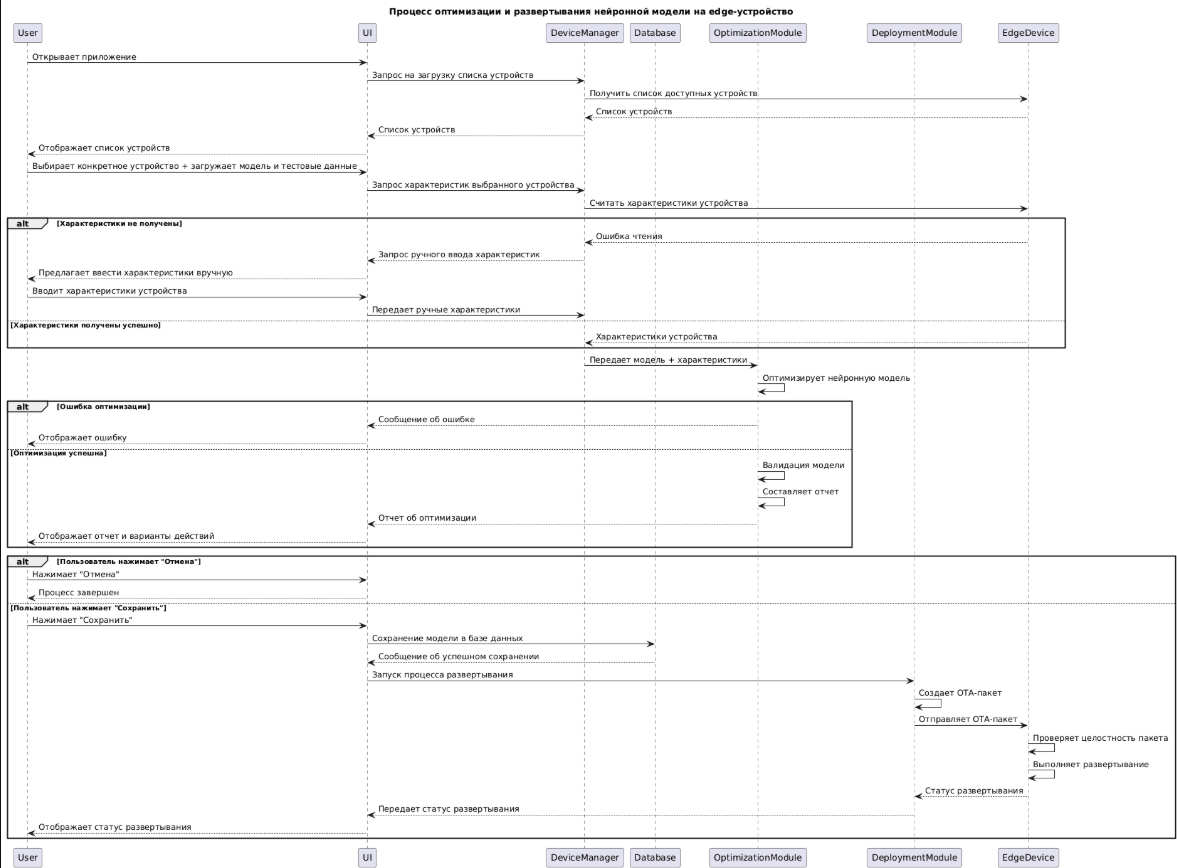 Процесс оптимизации и развертывания нейронной модели на edge-устройство
User UI DeviceManager Database OptimizationModule DeploymentModule EdgeDevice
Открывает приложение
Запрос на загрузку списка устройств
Получить список доступных устройств
Список устройств
Список устройств
Отображает список устройств
Выбирает конкретное устройство + загружает модель и тестовые данные
Запрос характеристик выбранного устройства
Считать характеристики устройства
alt [Характеристики не получены]
Ошибка чтения
Запрос ручного ввода характеристик
Предлагает ввести характеристики вручную
Вводит характеристики устройства
Передает ручные характеристики
[Характеристики получены успешно]
Характеристики устройства
Передает модель + характеристики
Оптимизирует нейронную модель
alt [Ошибка оптимизации]
Сообщение об ошибке
Отображает ошибку
[Оптимизация успешна]
Валидация модели
Составляет отчет
Отчет об оптимизации
Отображает отчет и варианты действий
alt [Пользователь нажимает "Отмена"]
Нажимает "Отмена"
Процесс завершен
[Пользователь нажимает "Сохранить"]
Нажимает "Сохранить"
Сохранение модели в базе данных
Сообщение об успешном сохранении
Запуск процесса развертывания
Создает OTA-пакет
Отправляет OTA-пакет
Проверяет целостность пакета
Выполняет развертывание
Статус развертывания
Передает статус развертывания
Отображает статус развертывания
User UI DeviceManager Database OptimizationModule DeploymentModule EdgeDevice